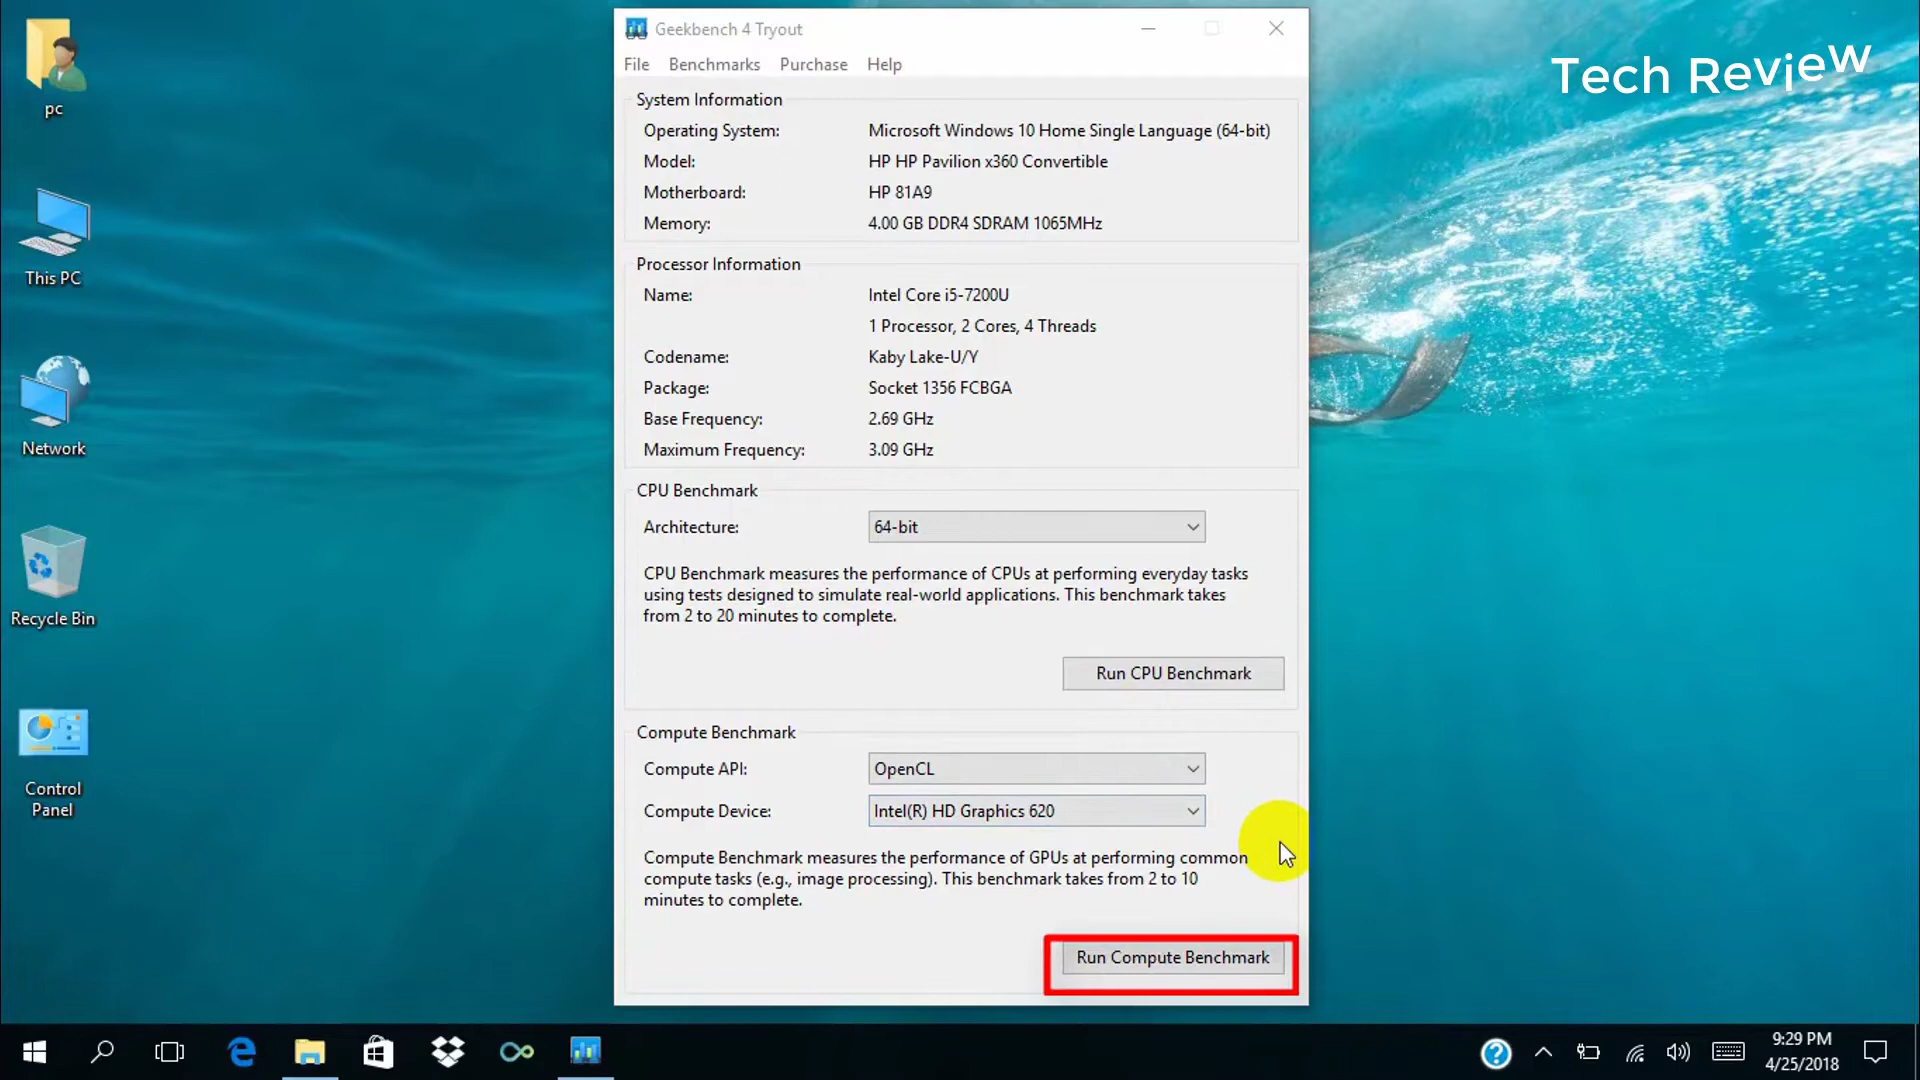 Geekbench 4 Tryout
File Benchmarks Purchase Help
Tech Review
pc
This PC
Network
Recycle Bin
Control
Panel
System Information
Operating System: Microsoft Windows 10 Home Single Language (64-bit)
Model: HP HP Pavilion x360 Convertible
Motherboard: HP 81A9
Memory: 4.00 GB DDR4 SDRAM 1065MHz
Processor Information
Name: Intel Core i5-7200U
1 Processor, 2 Cores, 4 Threads
Codename: Kaby Lake-U/Y
Package: Socket 1356 FCBGA
Base Frequency: 2.69 GHz
Maximum Frequency: 3.09 GHz
CPU Benchmark
Architecture: 64-bit
CPU Benchmark measures the performance of CPUs at performing everyday tasks
using tests designed to simulate real-world applications. This benchmark takes
from 2 to 20 minutes to complete.
Run CPU Benchmark
Compute Benchmark
Compute API: OpenCL
Compute Device: Intel(R) HD Graphics 620
Compute Benchmark measures the performance of GPUs at performing common
compute tasks (e.g., image processing). This benchmark takes from 2 to 10
minutes to complete.
Run Compute Benchmark
9:29 PM
4/25/2018